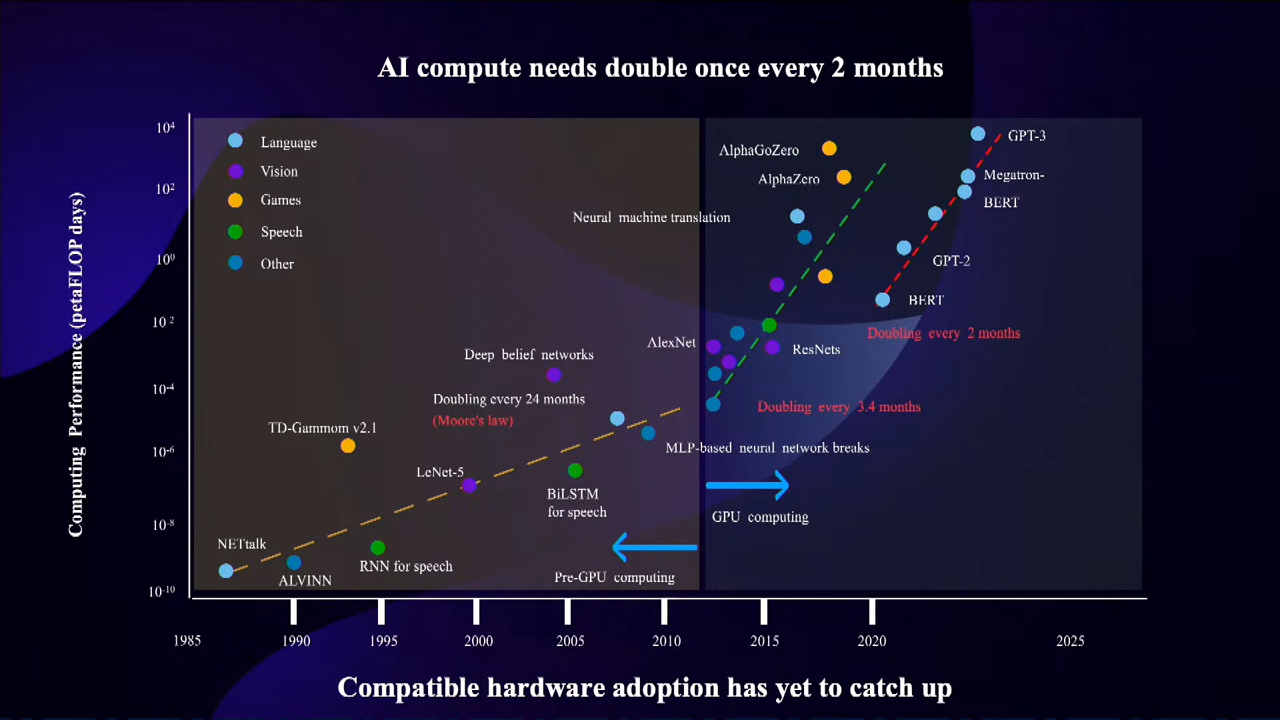 AI compute needs double once every 2 months
Computing Performance (petaFLOP days)
10⁴
10²
10⁰
10⁻²
10⁻⁴
10⁻⁶
10⁻⁸
10⁻¹⁰
Language
Vision
Games
Speech
Other
AlphaGoZero
AlphaZero
Neural machine translation
GPT-3
Megatron-
BERT
GPT-2
BERT
Doubling every 2 months
AlexNet
ResNets
Deep belief networks
Doubling every 24 months
(Moore's law)
Doubling every 3.4 months
TD-Gammom v2.1
MLP-based neural network breaks
LeNet-5
BiLSTM
for speech
GPU computing
NETtalk
ALVINN
RNN for speech
Pre-GPU computing
1985
1990
1995
2000
2005
2010
2015
2020
2025
Compatible hardware adoption has yet to catch up